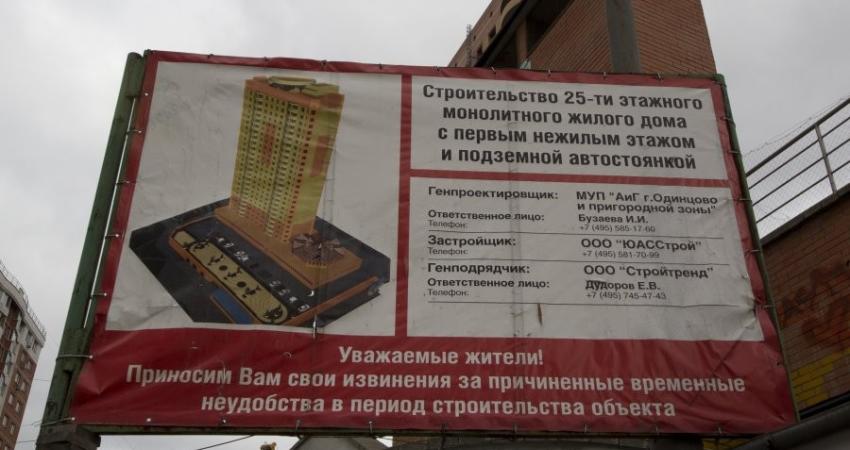 Строительство 25-ти этажного
монолитного жилого дома
с первым нежилым этажом
и подземной автостоянкой
Генпроектировщик: МУП "АиГ г.Одинцово
и пригородной зоны"
Ответственное лицо: Бузаева И.И.
Телефон: +7 (495) 585-17-60
Застройщик: ООО "ЮАССтрой"
Телефон: +7 (495) 581-70-99
Генподрядчик: ООО "Стройтренд"
Ответственное лицо: Дудоров Е.В.
Телефон: +7 (495) 745-47-43
Уважаемые жители!
Приносим Вам свои извинения за причиненные временные
неудобства в период строительства объекта